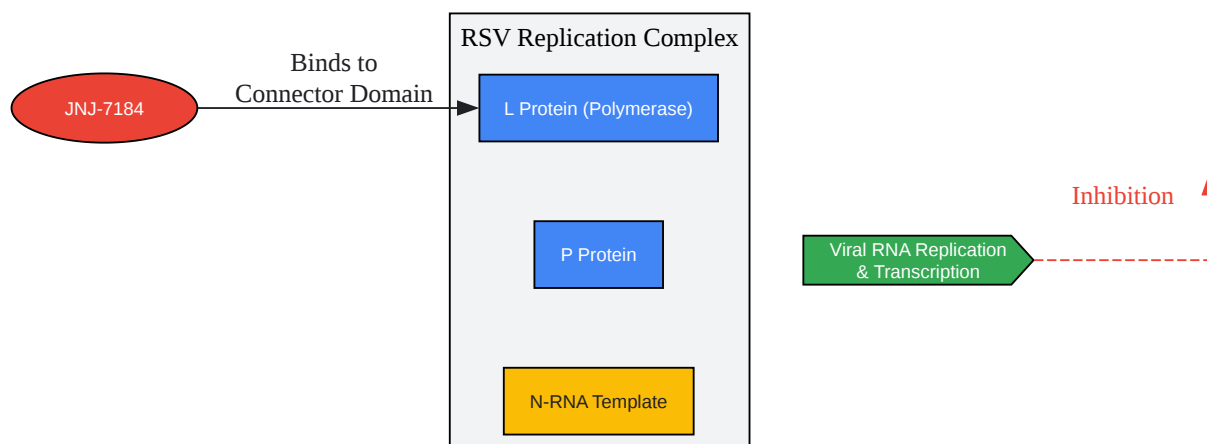 RSV Replication Complex
Binds to
Connector Domain
JNJ-7184
L Protein (Polymerase)
Inhibition
P Protein
Viral RNA Replication
& Transcription
N-RNA Template